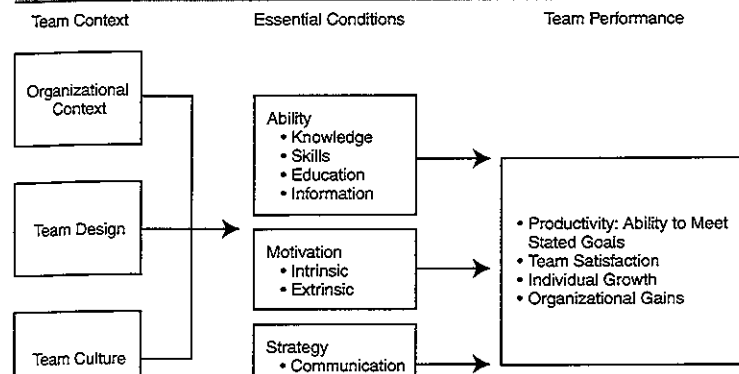 Team Context
Essential Conditions
Team Performance
Organizational
Context
Team Design
Team Culture
Ability
• Knowledge
• Skills
• Education
• Information
Motivation
• Intrinsic
• Extrinsic
Strategy
• Communication
• Productivity: Ability to Meet
Stated Goals
• Team Satisfaction
• Individual Growth
• Organizational Gains